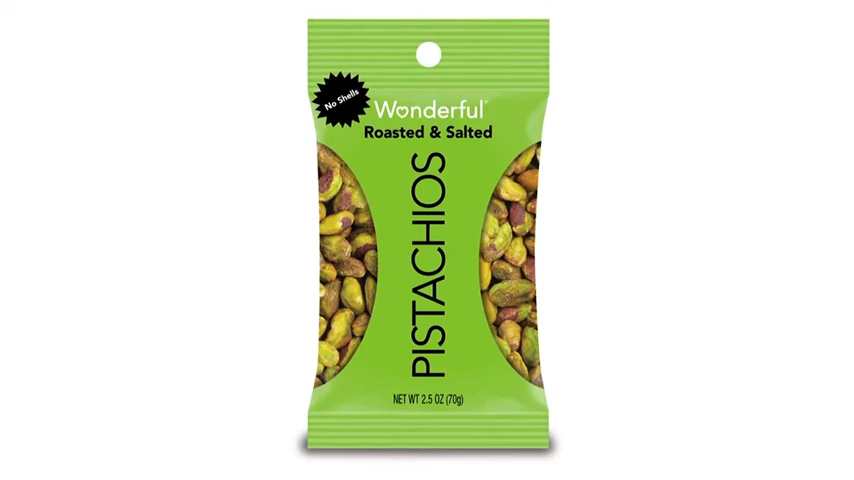 No Shells
Wonderful®
Roasted & Salted
PISTACHIOS
NET WT 2.5 OZ (70g)